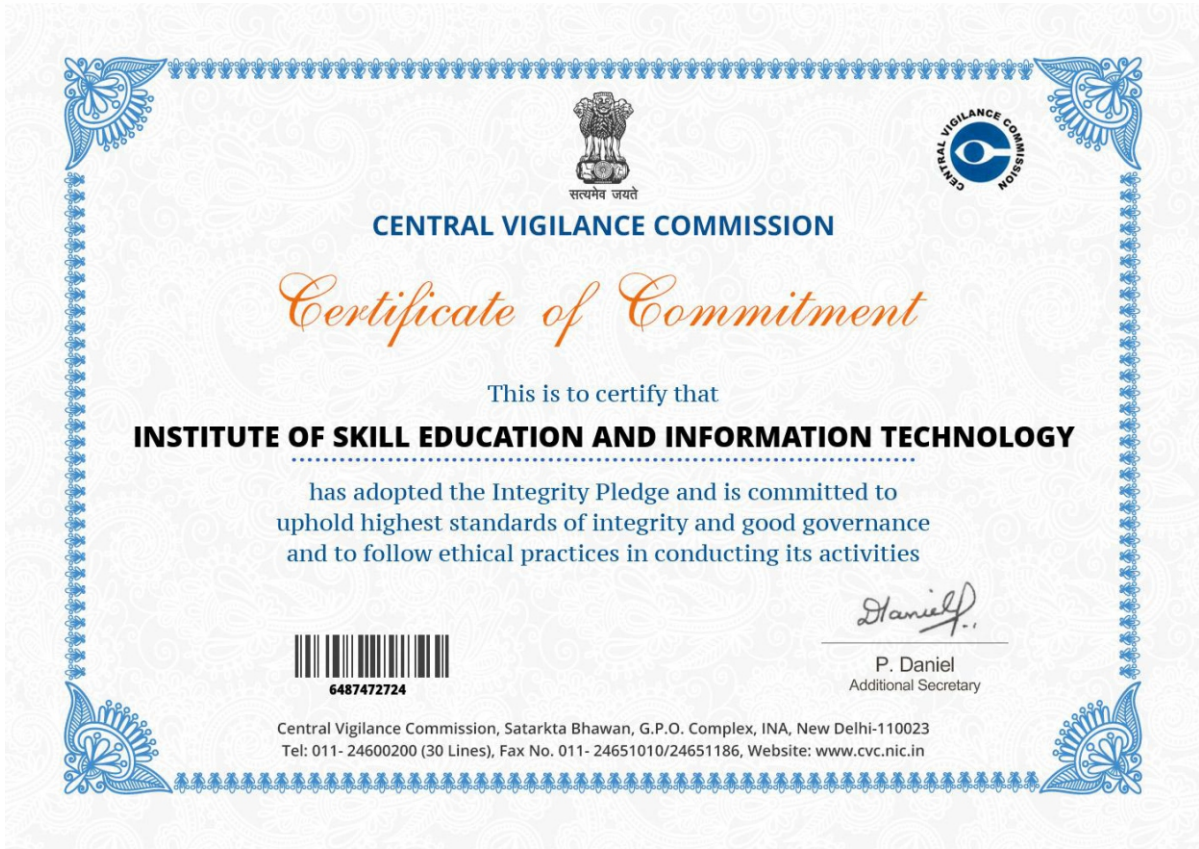 सत्यमेव जयते
CENTRAL VIGILANCE COMMISSION
CENTRAL VIGILANCE COMMISSION
Certificate of Commitment
This is to certify that
INSTITUTE OF SKILL EDUCATION AND INFORMATION TECHNOLOGY
has adopted the Integrity Pledge and is committed to
uphold highest standards of integrity and good governance
and to follow ethical practices in conducting its activities
DanielP.
P. Daniel
Additional Secretary
6487472724
Central Vigilance Commission, Satarkta Bhawan, G.P.O. Complex, INA, New Delhi-110023
Tel: 011- 24600200 (30 Lines), Fax No. 011- 24651010/24651186, Website: www.cvc.nic.in